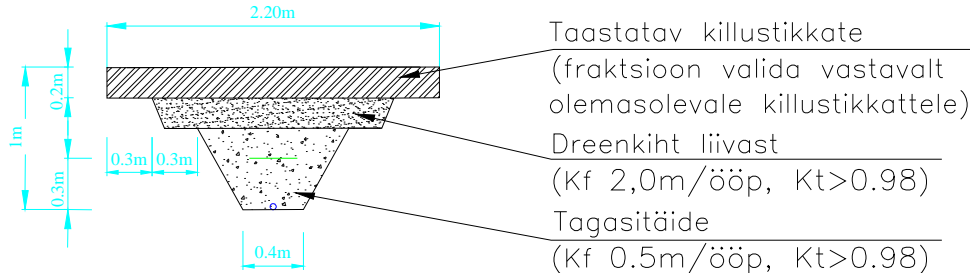 2.20m
Taastatav killustikkate
(fraktsioon valida vastavalt
olemasolevale killustikkattele)
0,2m
1m
Dreenkiht liivast
(Kf 2,0m/ööp, Kt>0.98)
0.3m
0.3m
0.3m
Tagasitäide
(Kf 0.5m/ööp, Kt>0.98)
0.4m